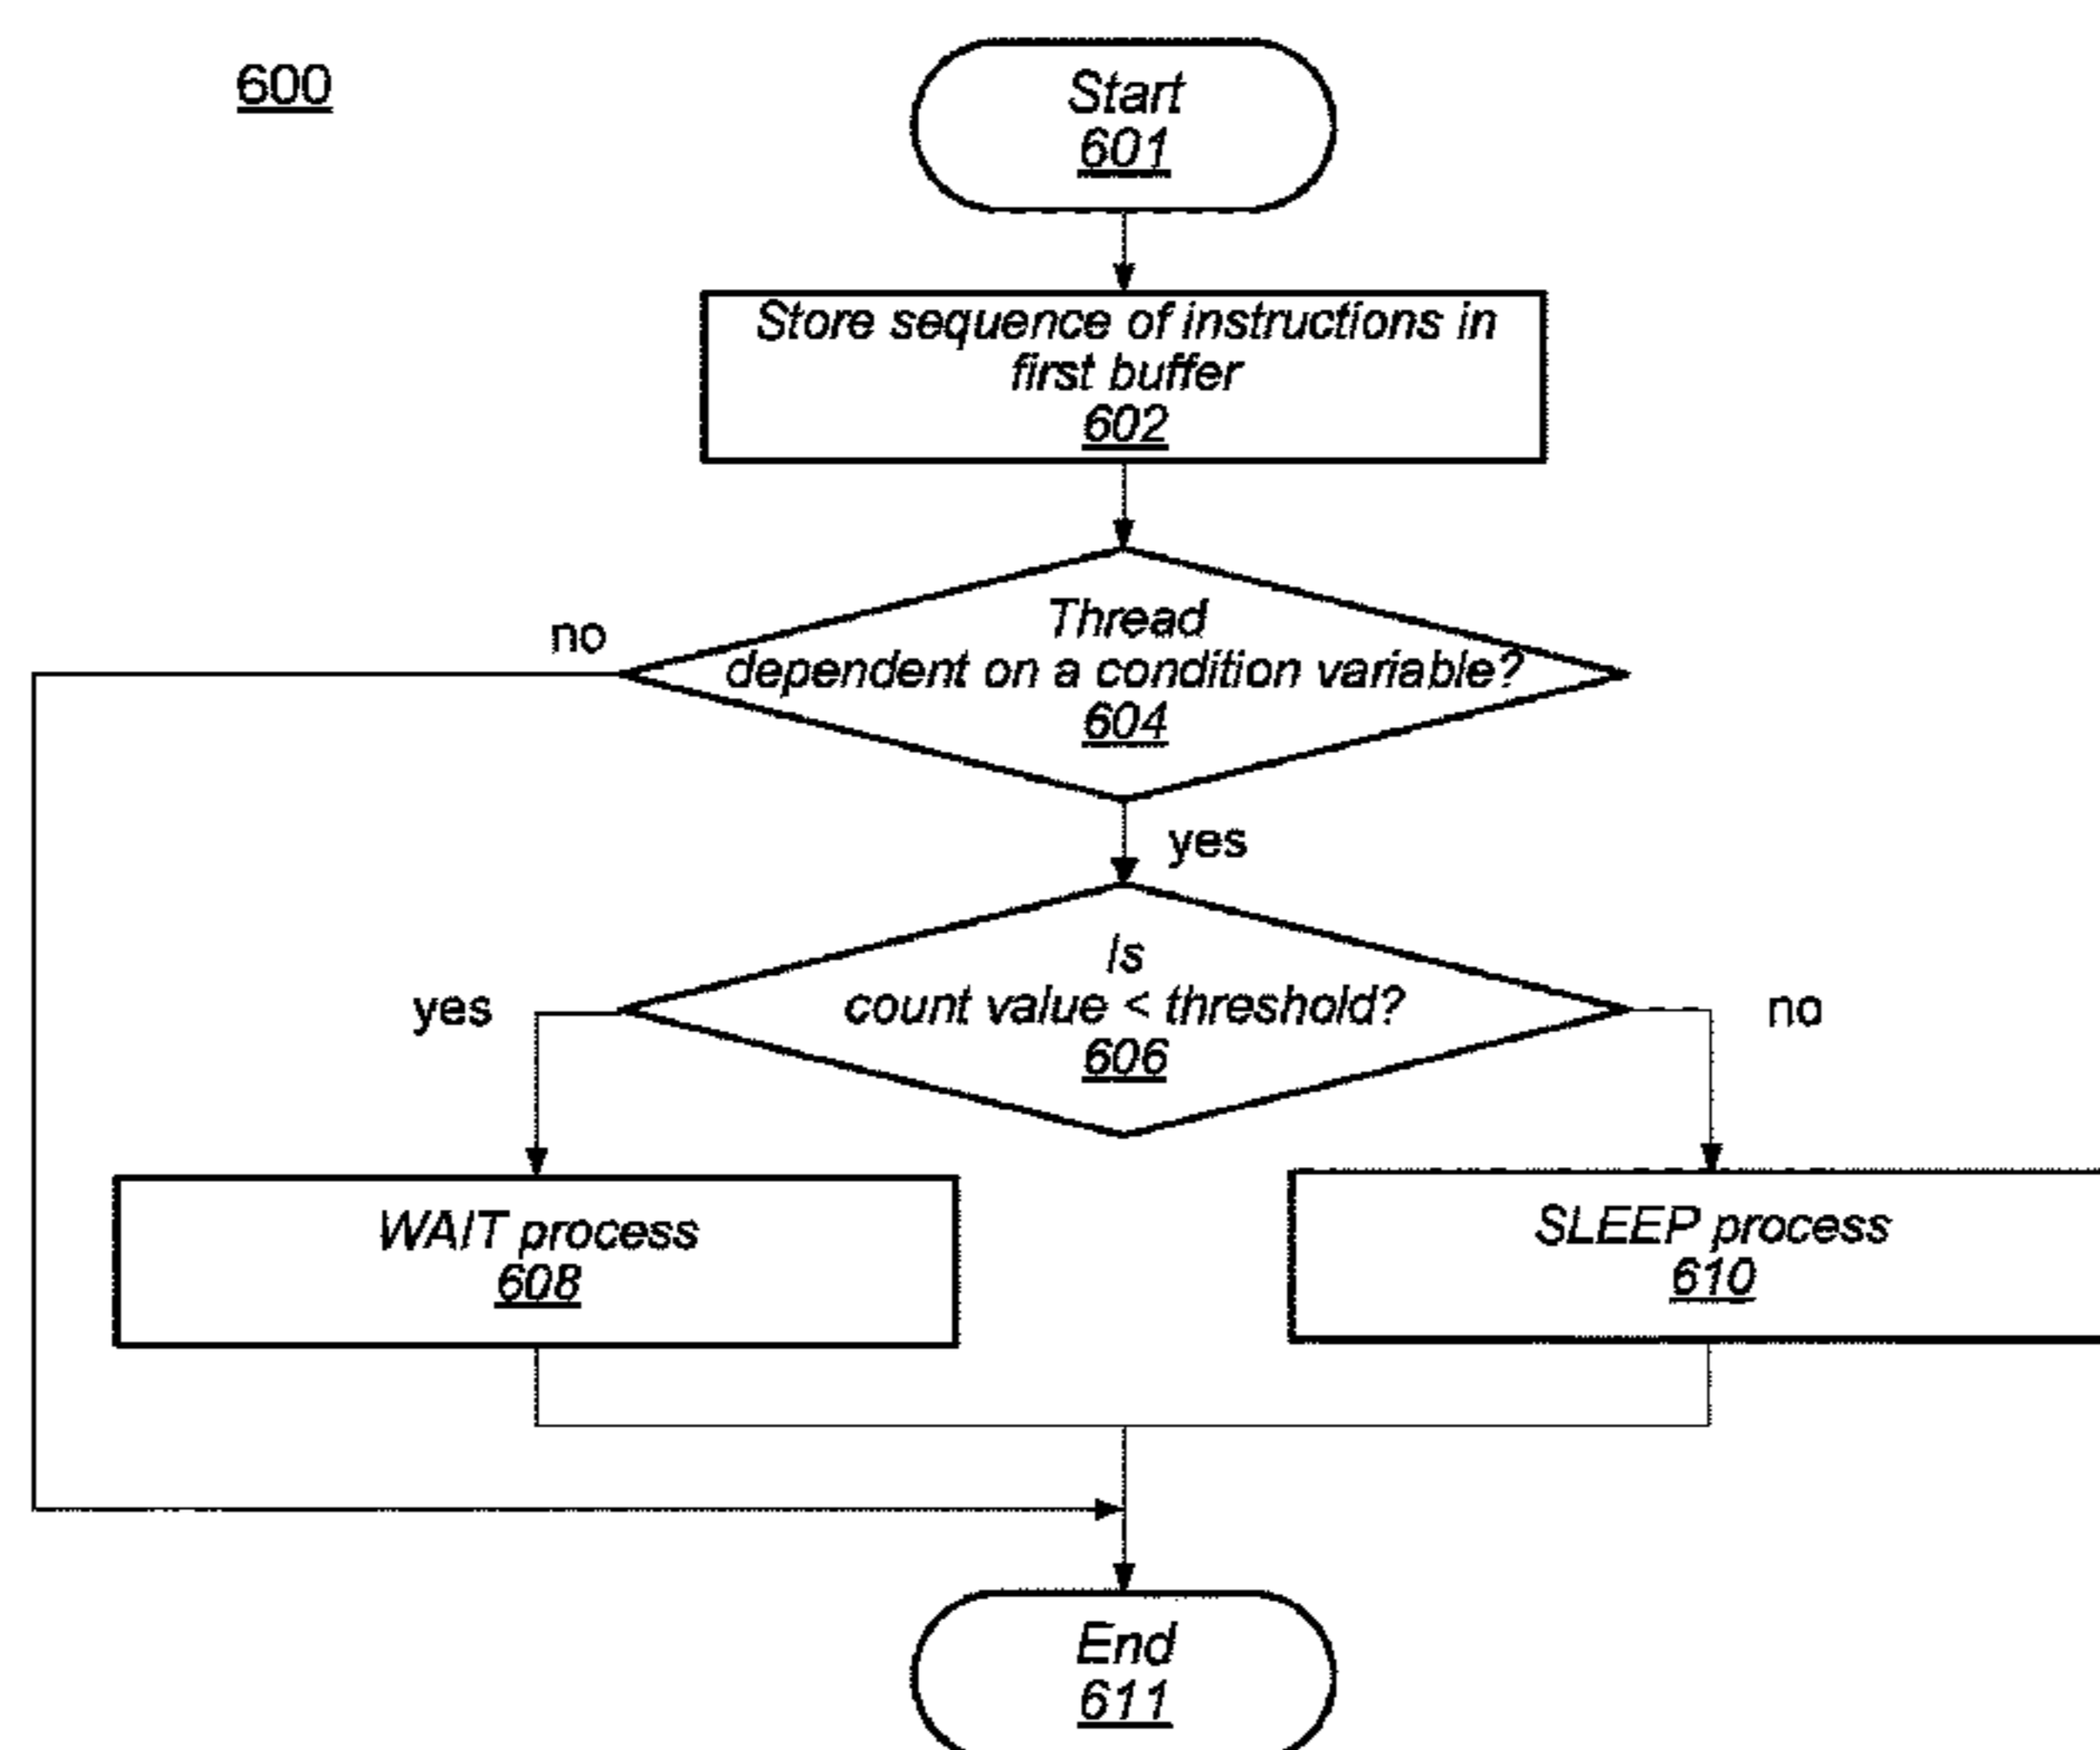 600
Start
601
Store sequence of instructions in
first buffer
602
Thread
dependent on a condition variable?
604
no
yes
Is
count value < threshold?
606
yes
no
WAIT process
608
SLEEP process
610
End
611